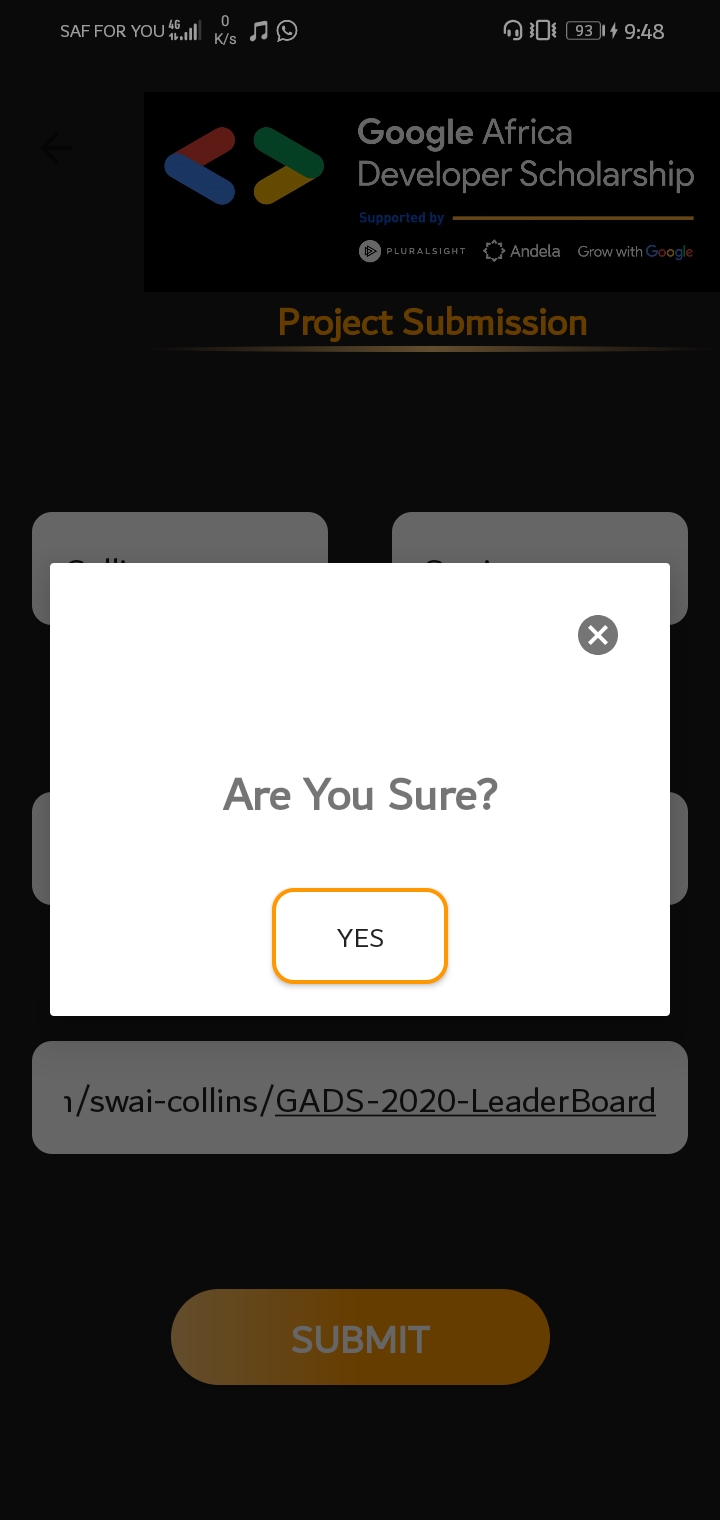 SAF FOR YOU 4G 0 K/s 93 9:48
Google Africa
Developer Scholarship
Supported by
PLURALSIGHT Andela Grow with Google
Project Submission
Are You Sure?
YES
/swai-collins/GADS-2020-LeaderBoard
SUBMIT